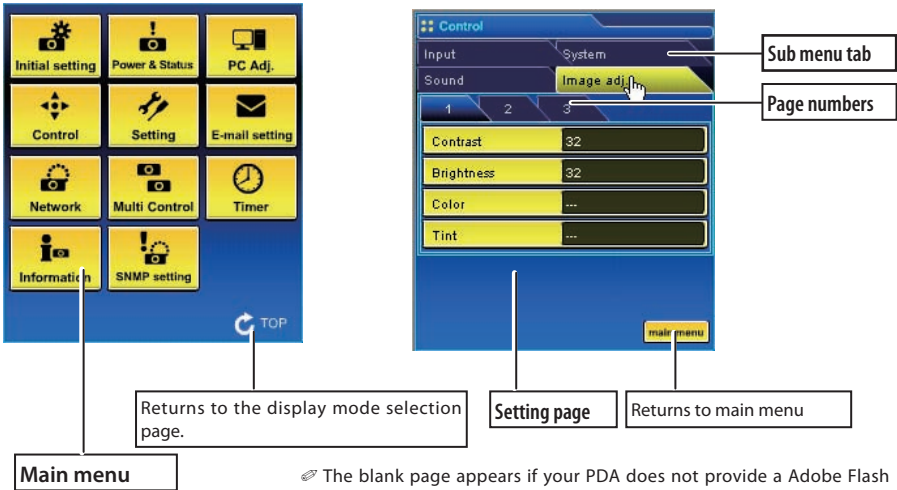 Initial setting
Power & Status
PC Adj.
Control
Setting
E-mail setting
Network
Multi Control
Timer
Information
SNMP setting
TOP
Returns to the display mode selection
page.
Main menu
Control
Input
System
Sound
Image adj.
1 2 3
Contrast 32
Brightness 32
Color ---
Tint ---
main menu
Sub menu tab
Page numbers
Setting page
Returns to main menu
✐ The blank page appears if your PDA does not provide a Adobe Flash